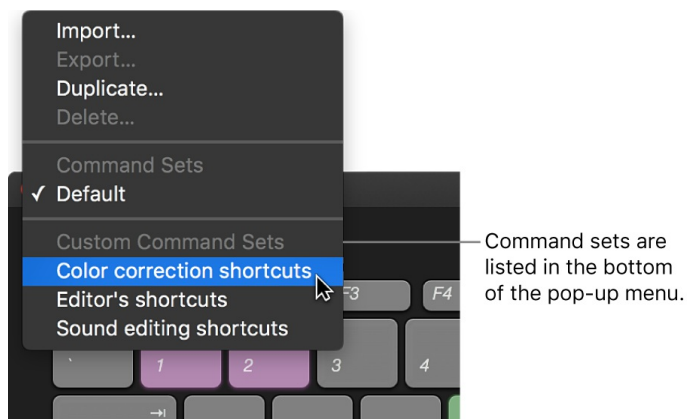 Import...
Export...
Duplicate...
Delete...
Command Sets
✓ Default
Custom Command Sets
Color correction shortcuts
Editor's shortcuts
Sound editing shortcuts
Command sets are
listed in the bottom
of the pop-up menu.
F3 F4
` 1 2 3 4